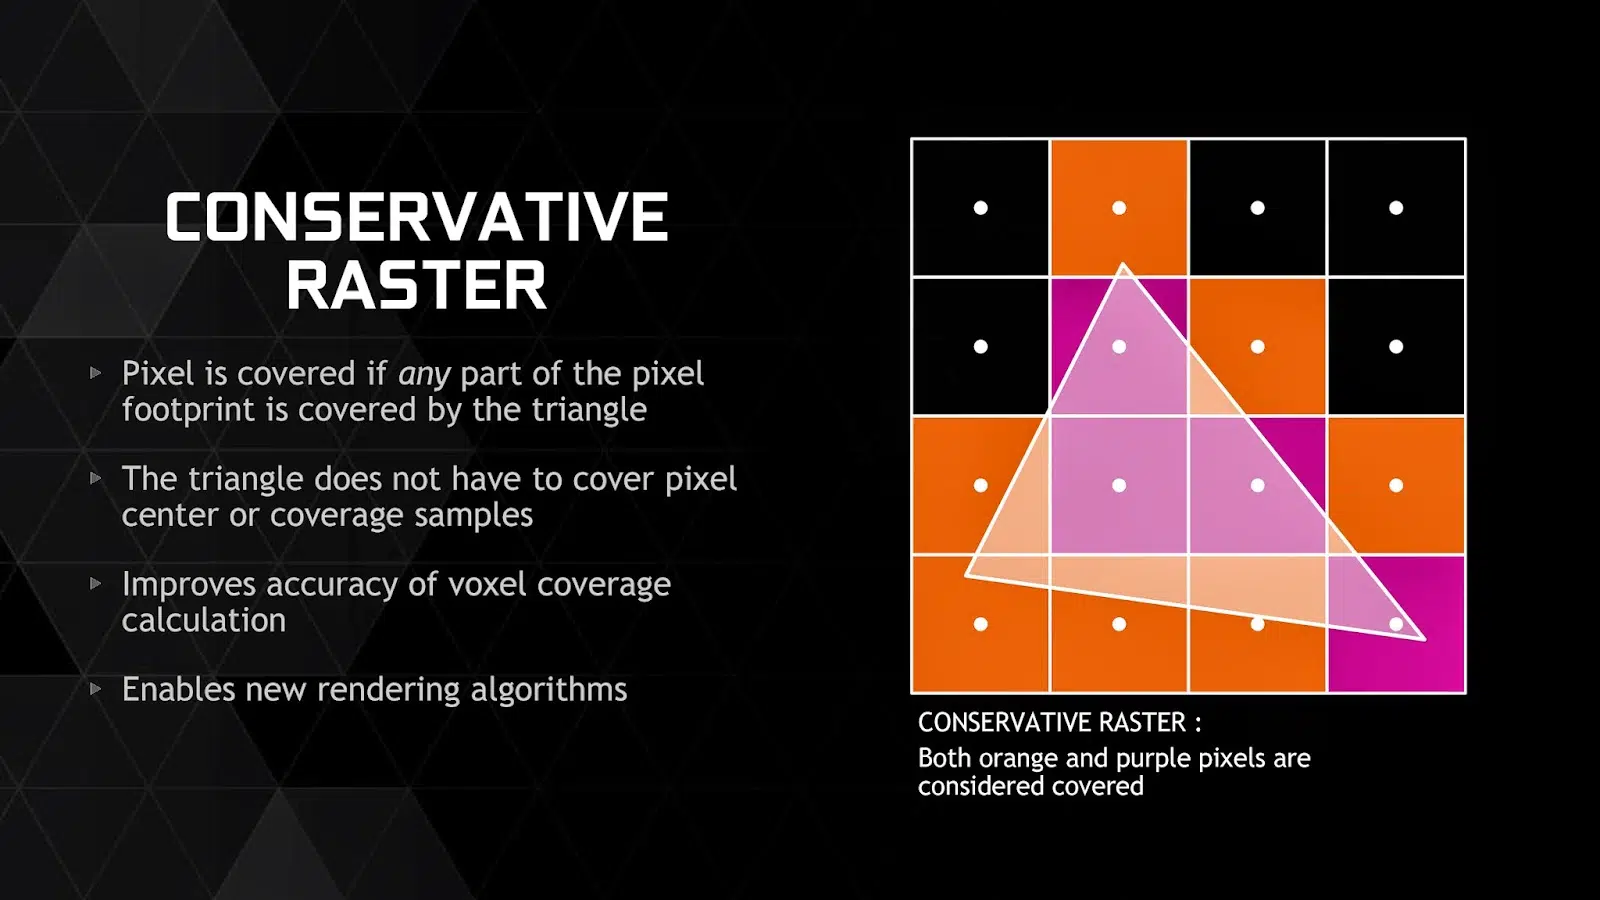 CONSERVATIVE
RASTER
Pixel is covered if any part of the pixel
footprint is covered by the triangle
The triangle does not have to cover pixel
center or coverage samples
Improves accuracy of voxel coverage
calculation
Enables new rendering algorithms
CONSERVATIVE RASTER :
Both orange and purple pixels are
considered covered